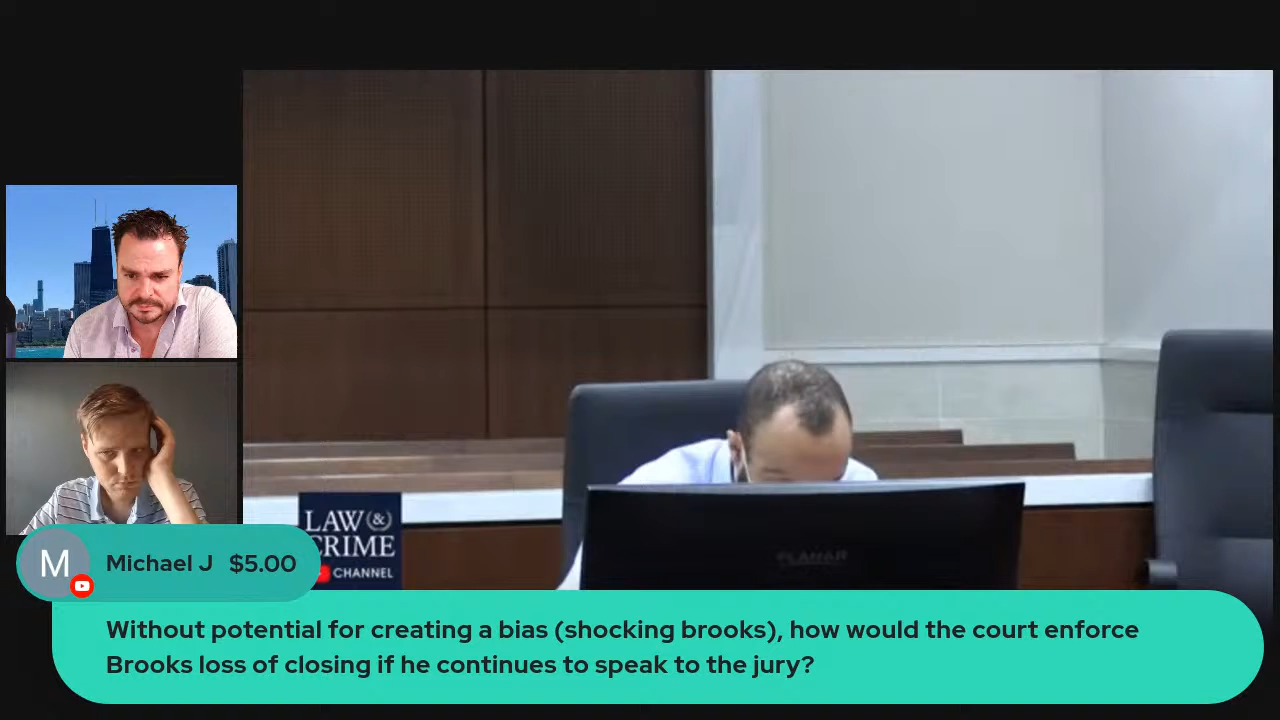 LAW &
CRIME
CHANNEL
PLANAR
M
Michael J $5.00
Without potential for creating a bias (shocking brooks), how would the court enforce
Brooks loss of closing if he continues to speak to the jury?